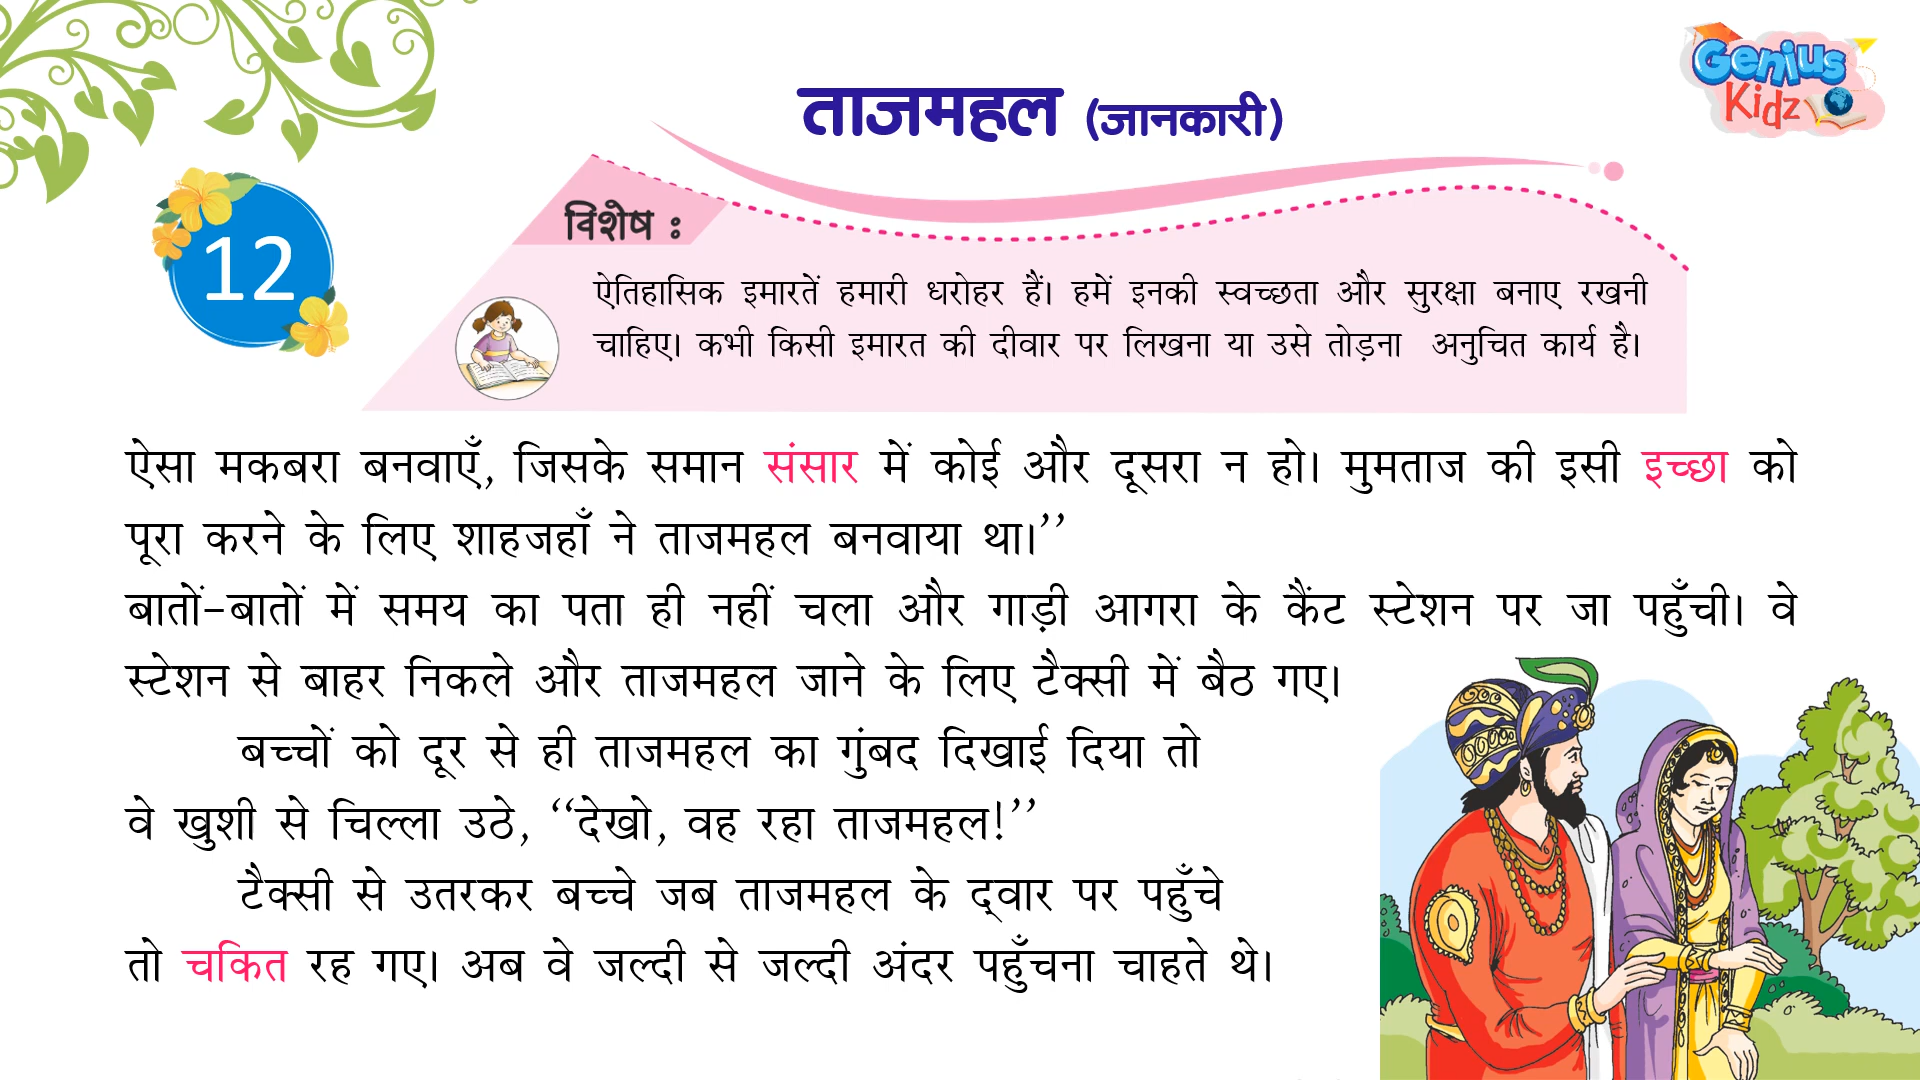 Genius
Kidz
ताजमहल (जानकारी)
12
विशेष :
ऐतिहासिक इमारतें हमारी धरोहर हैं। हमें इनकी स्वच्छता और सुरक्षा बनाए रखनी
चाहिए। कभी किसी इमारत की दीवार पर लिखना या उसे तोड़ना अनुचित कार्य है।
ऐसा मकबरा बनवाएँ, जिसके समान संसार में कोई और दूसरा न हो। मुमताज की इसी इच्छा को
पूरा करने के लिए शाहजहाँ ने ताजमहल बनवाया था।’’
बातों-बातों में समय का पता ही नहीं चला और गाड़ी आगरा के कैंट स्टेशन पर जा पहुँची। वे
स्टेशन से बाहर निकले और ताजमहल जाने के लिए टैक्सी में बैठ गए।
बच्चों को दूर से ही ताजमहल का गुंबद दिखाई दिया तो
वे खुशी से चिल्ला उठे, ‘‘देखो, वह रहा ताजमहल!’’
टैक्सी से उतरकर बच्चे जब ताजमहल के द्‌वार पर पहुँचे
तो चकित रह गए। अब वे जल्दी से जल्दी अंदर पहुँचना चाहते थे।